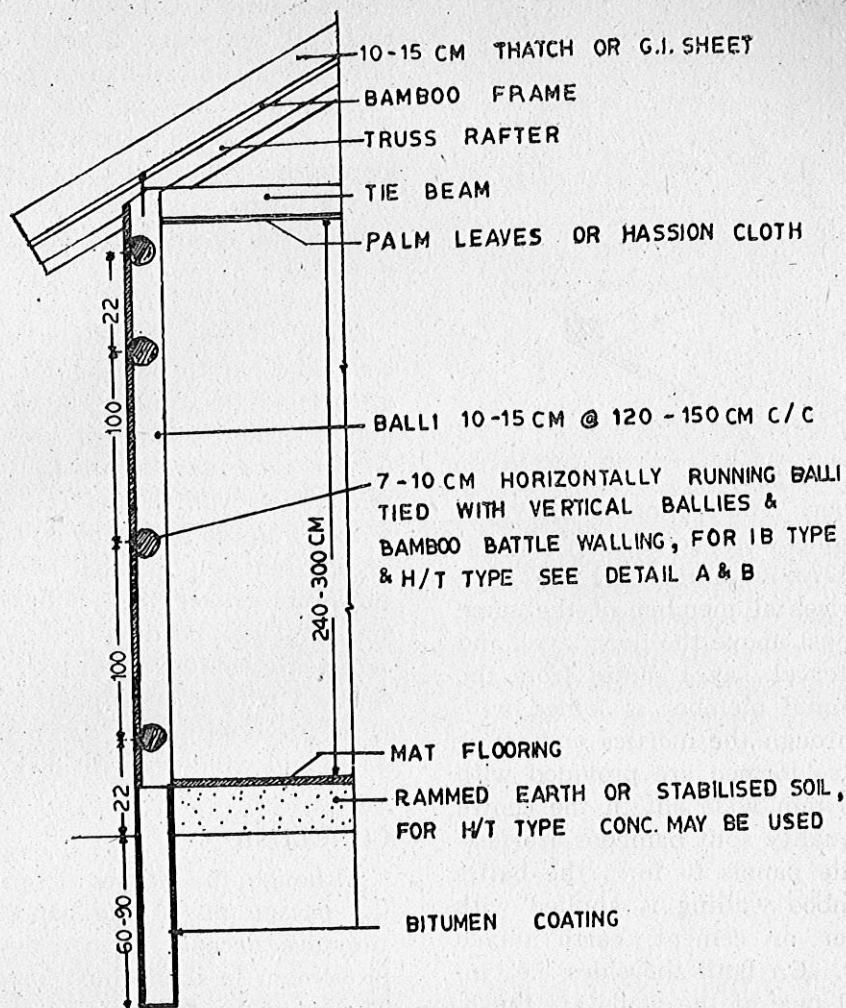 10-15 CM THATCH OR G.I. SHEET
BAMBOO FRAME
TRUSS RAFTER
TIE BEAM
PALM LEAVES OR HASSION CLOTH
22
100
BALLI 10-15 CM @ 120 - 150 CM C/C
7-10 CM HORIZONTALLY RUNNING BALLI
TIED WITH VERTICAL BALLIES &
BAMBOO BATTLE WALLING, FOR IB TYPE
& H/T TYPE SEE DETAIL A & B
240-300 CM
100
MAT FLOORING
RAMMED EARTH OR STABILISED SOIL,
FOR H/T TYPE CONC. MAY BE USED
22
BITUMEN COATING
60-90